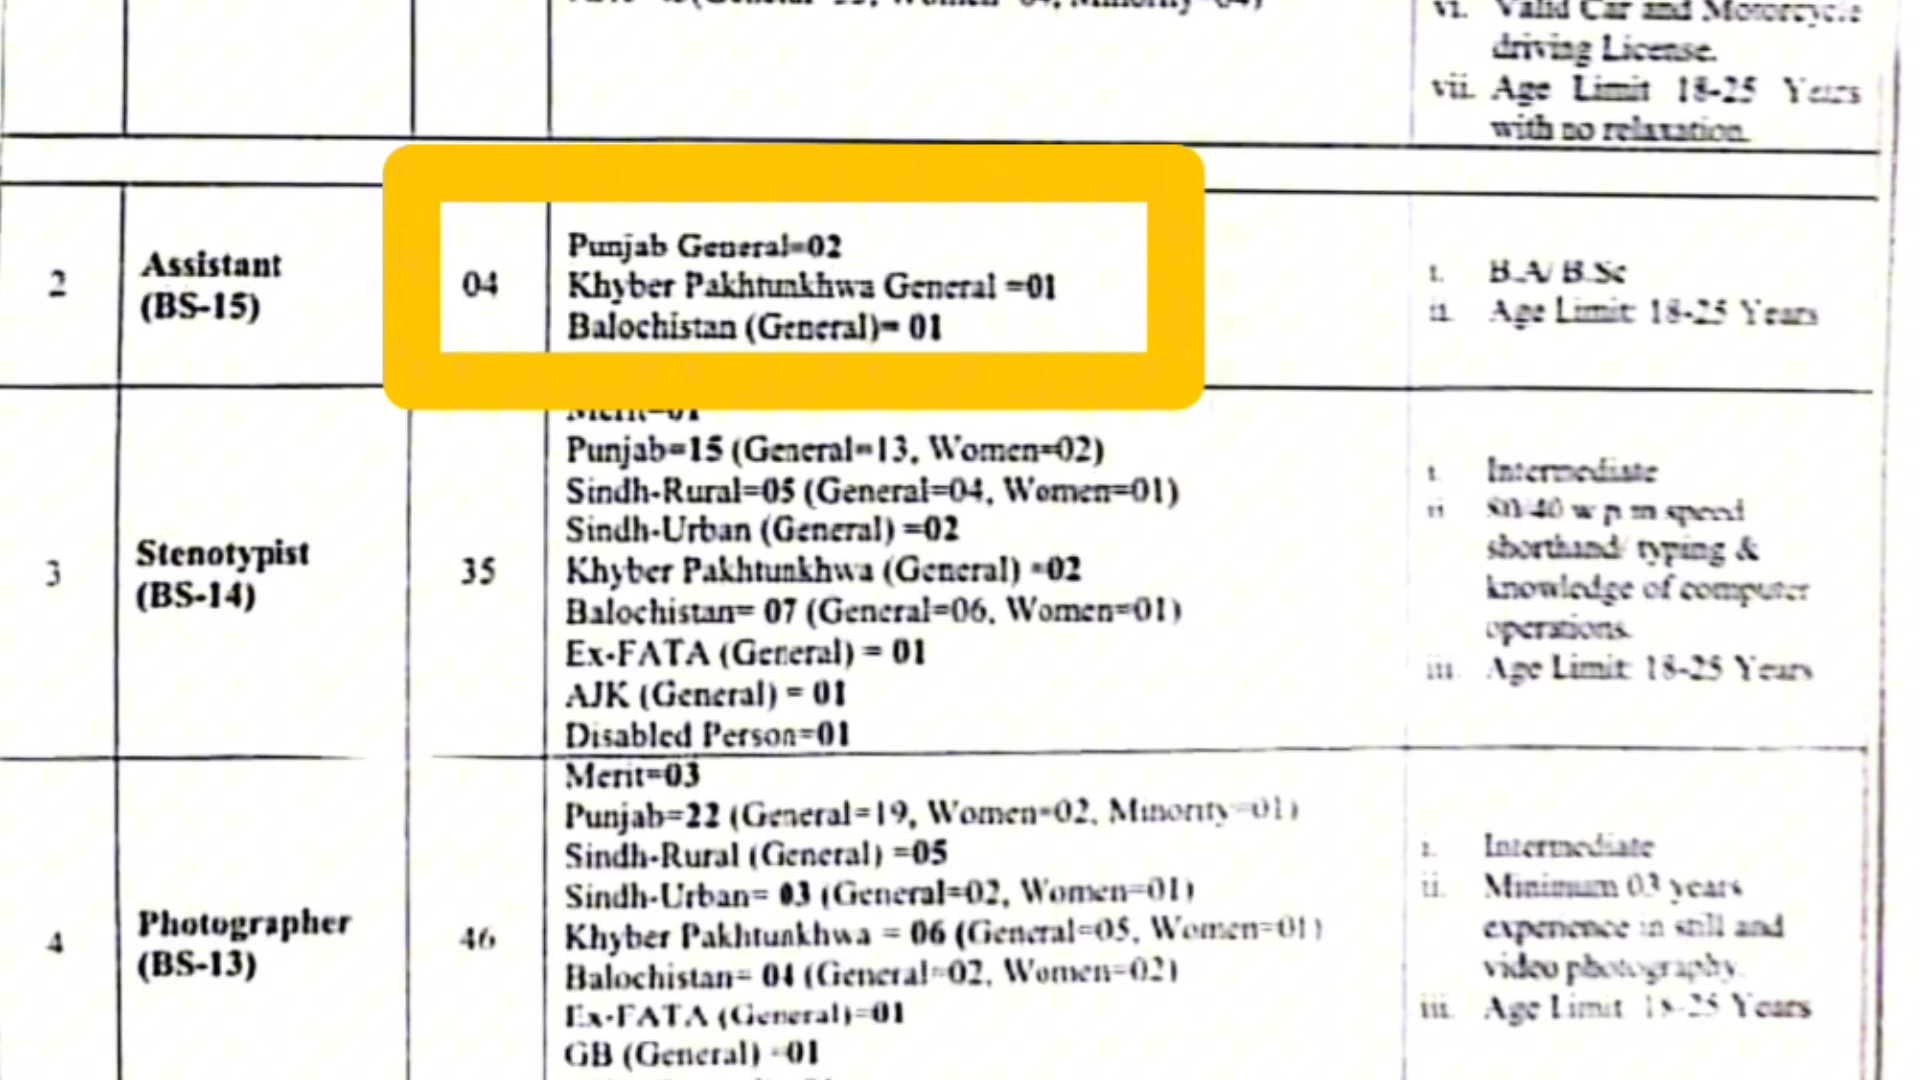 vi. Valid Car and Motorcycle
driving License.
vii. Age Limit 18-25 Years
with no relaxation.
2
Assistant
(BS-15)
04
Punjab General=02
Khyber Pakhtunkhwa General =01
Balochistan (General)= 01
i. B.A/ B.Sc
ii. Age Limit: 18-25 Years
3
Stenotypist
(BS-14)
35
Merit=01
Punjab=15 (General=13, Women=02)
Sindh-Rural=05 (General=04, Women=01)
Sindh-Urban (General) =02
Khyber Pakhtunkhwa (General) =02
Balochistan= 07 (General=06, Women=01)
Ex-FATA (General) = 01
AJK (General) = 01
Disabled Person=01
i. Intermediate
ii. 80/40 w.p.m speed
shorthand/ typing &
knowledge of computer
operations.
iii. Age Limit: 18-25 Years
4
Photographer
(BS-13)
46
Merit=03
Punjab=22 (General=19, Women=02, Minority=01)
Sindh-Rural (General) =05
Sindh-Urban= 03 (General=02, Women=01)
Khyber Pakhtunkhwa = 06 (General=05, Women=01)
Balochistan= 04 (General=02, Women=02)
Ex-FATA (General)=01
GB (General) =01
i. Intermediate
ii. Minimum 03 years
experience in still and
video photography.
iii. Age Limit: 18-25 Years